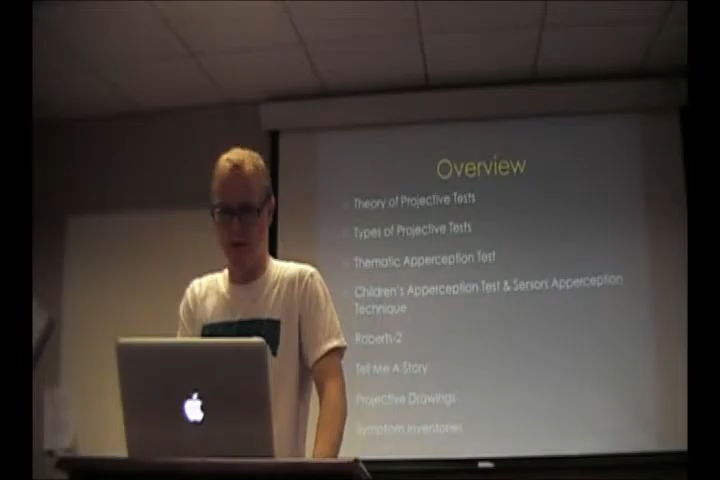 Overview
Theory of Projective Tests
Types of Projective Tests
Thematic Apperception Test
Children's Apperception Test & Seniors Apperception
Technique
Roberts-2
Tell Me A Story
Projective Drawings
Symptom Inventories